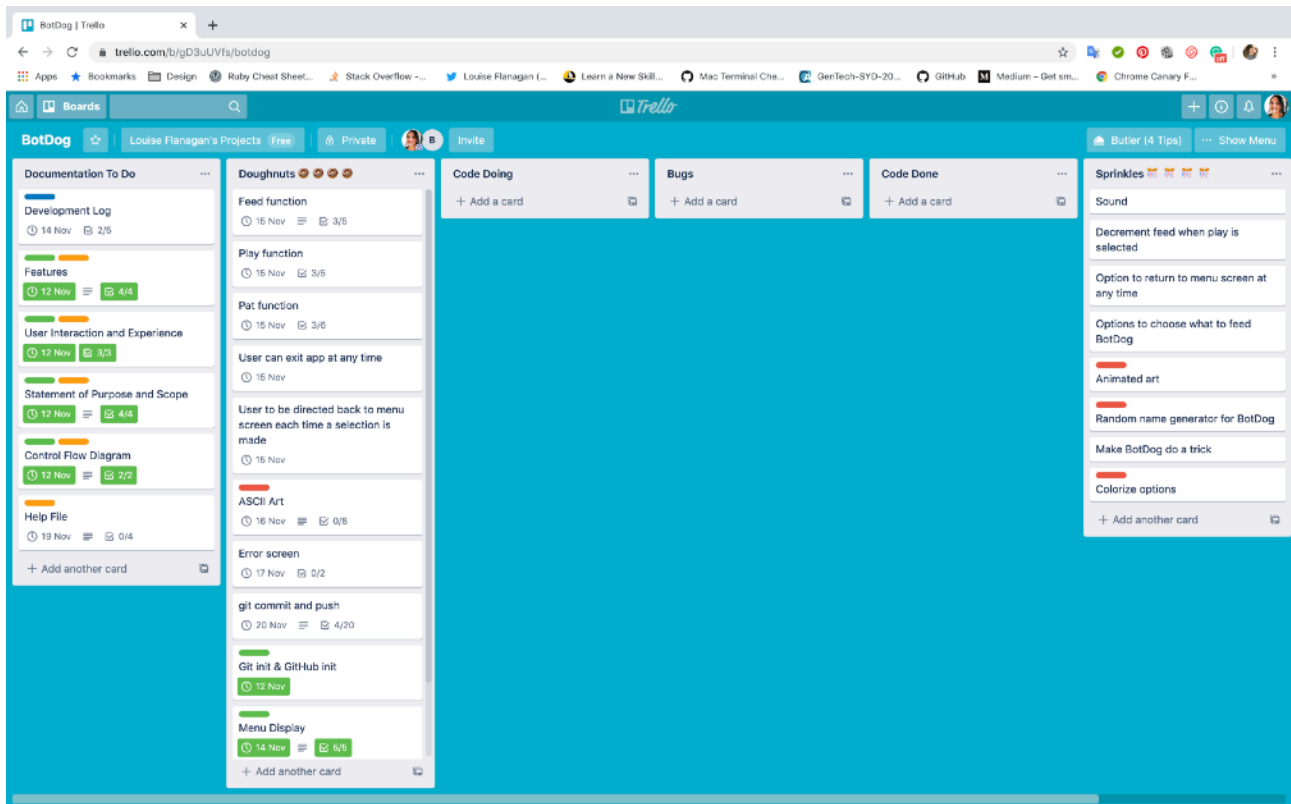 BotDog | Trello
trello.com/b/gD3uUVfs/botdog
Apps Bookmarks Design Ruby Cheat Sheet... Stack Overflow -... Louise Flanagan (... Learn a New Skill... Mac Terminal Che... GenTech-SYD-20... GitHub Medium – Get sm... Chrome Canary F... »
Boards Trello
BotDog Louise Flanagan's Projects Free Private B Invite Butler (4 Tips) ... Show Menu
Documentation To Do ...
Development Log
14 Nov 2/5
Features
12 Nov 4/4
User Interaction and Experience
12 Nov 3/3
Statement of Purpose and Scope
12 Nov 4/4
Control Flow Diagram
12 Nov 2/2
Help File
19 Nov 0/4
+ Add another card
Doughnuts 🍩 🍩 🍩 🍩 ...
Feed function
15 Nov 3/5
Play function
15 Nov 3/5
Pat function
15 Nov 3/6
User can exit app at any time
15 Nov
User to be directed back to menu
screen each time a selection is
made
15 Nov
ASCII Art
16 Nov 0/8
Error screen
17 Nov 0/2
git commit and push
20 Nov 4/20
Git init & GitHub init
12 Nov
Menu Display
14 Nov 5/5
+ Add another card
Code Doing ...
+ Add a card
Bugs ...
+ Add a card
Code Done ...
+ Add a card
Sprinkles ...
Sound
Decrement feed when play is
selected
Option to return to menu screen at
any time
Options to choose what to feed
BotDog
Animated art
Random name generator for BotDog
Make BotDog do a trick
Colorize options
+ Add another card